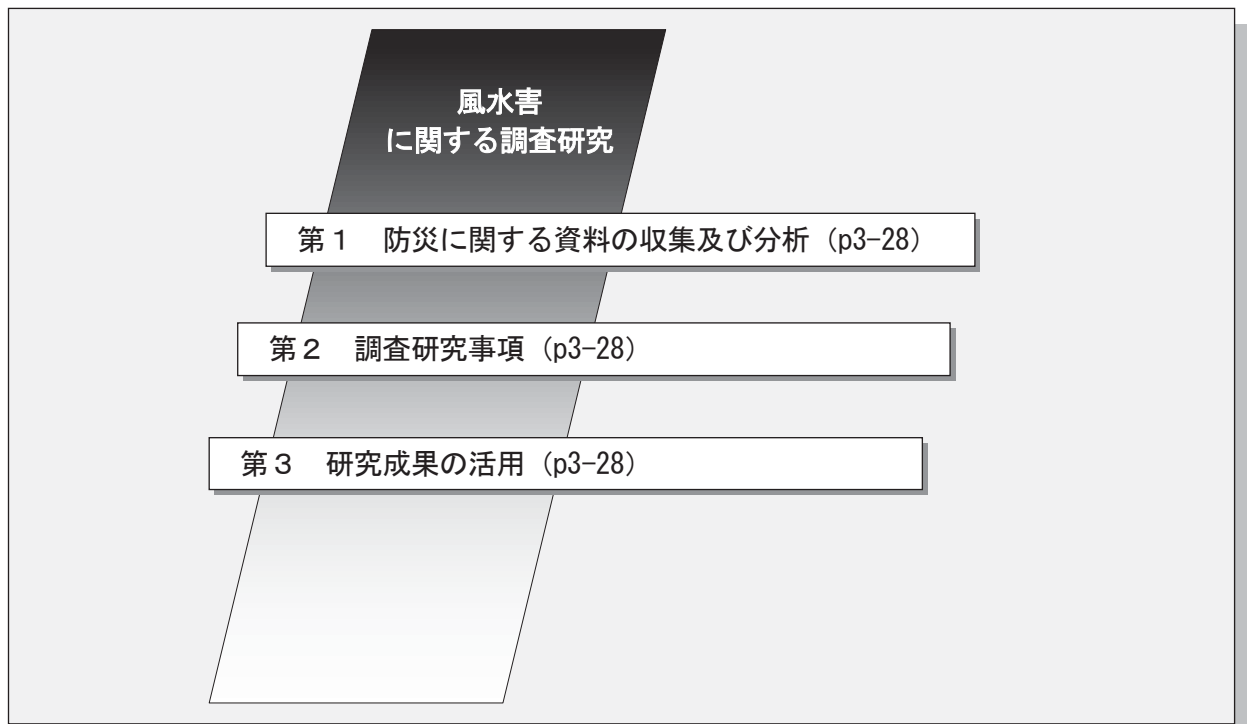 風水害
に関する調査研究
第１　防災に関する資料の収集及び分析（p3-28）
第２　調査研究事項（p3-28）
第３　研究成果の活用（p3-28）